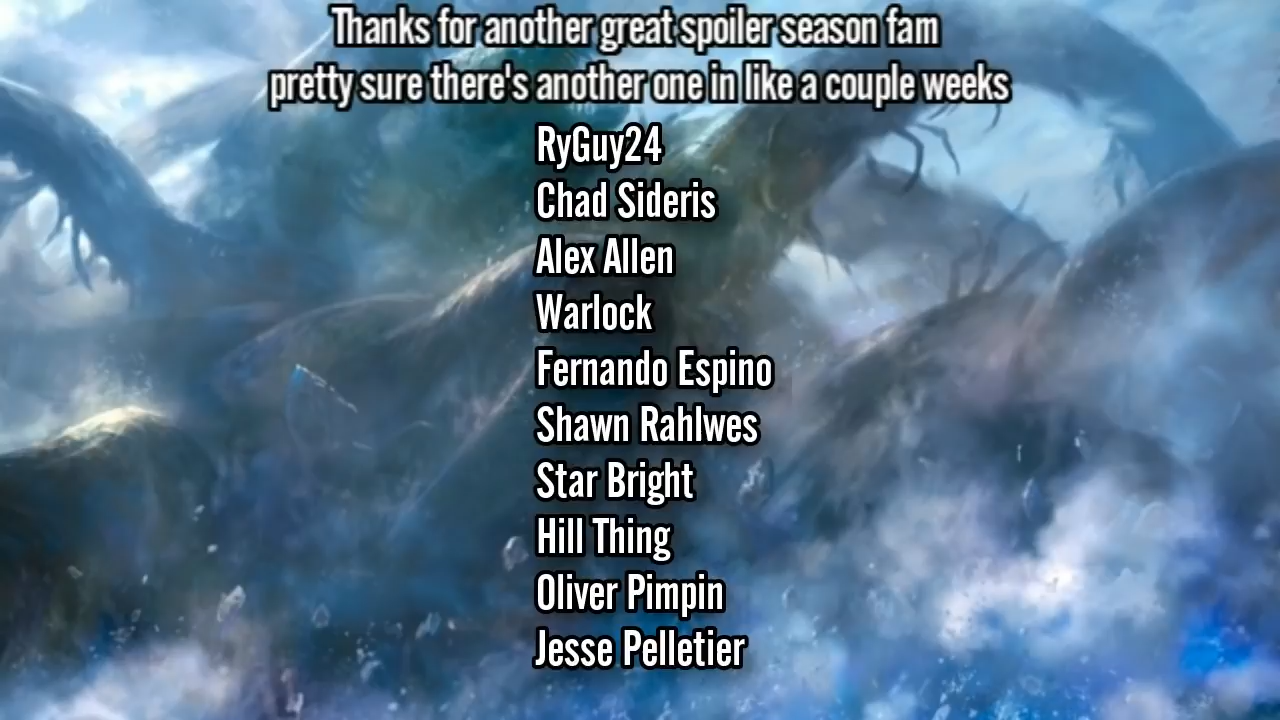 Thanks for another great spoiler season fam
pretty sure there's another one in like a couple weeks
RyGuy24
Chad Sideris
Alex Allen
Warlock
Fernando Espino
Shawn Rahlwes
Star Bright
Hill Thing
Oliver Pimpin
Jesse Pelletier